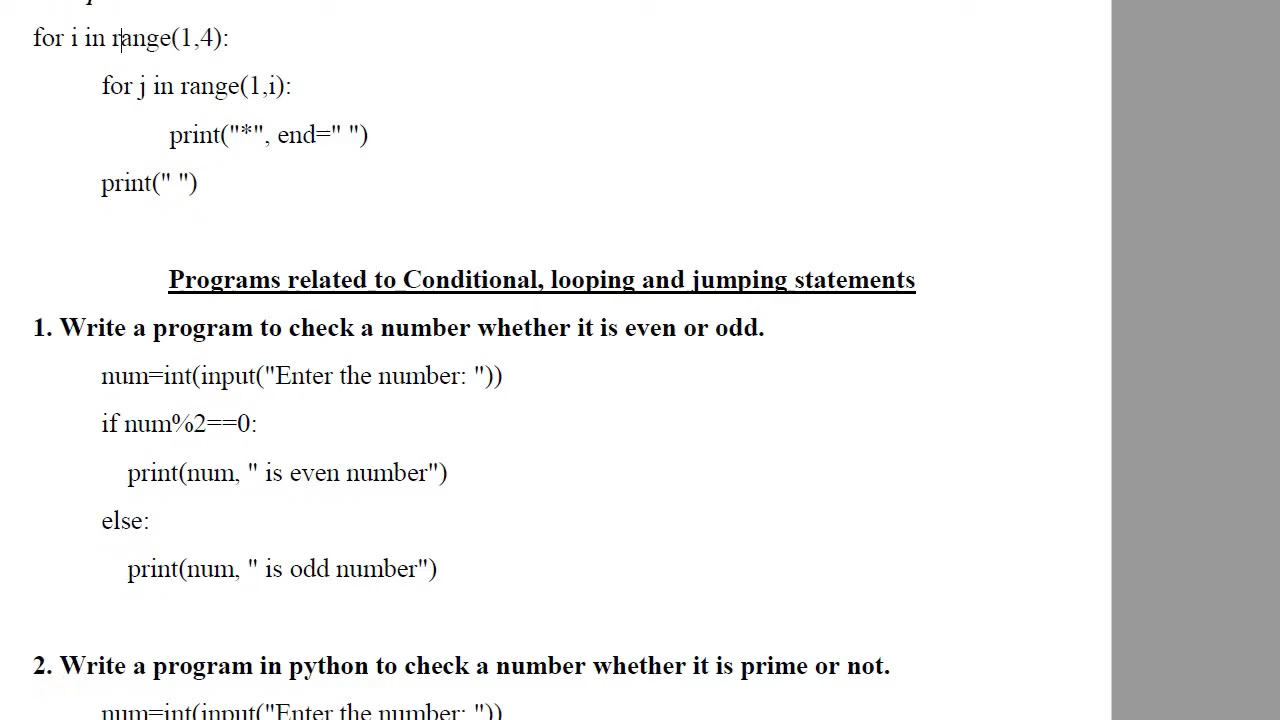 for i in range(1,4):
for j in range(1,i):
print("*", end=" ")
print(" ")
Programs related to Conditional, looping and jumping statements
1. Write a program to check a number whether it is even or odd.
num=int(input("Enter the number: "))
if num%2==0:
print(num, " is even number")
else:
print(num, " is odd number")
2. Write a program in python to check a number whether it is prime or not.
num=int(input("Enter the number: "))